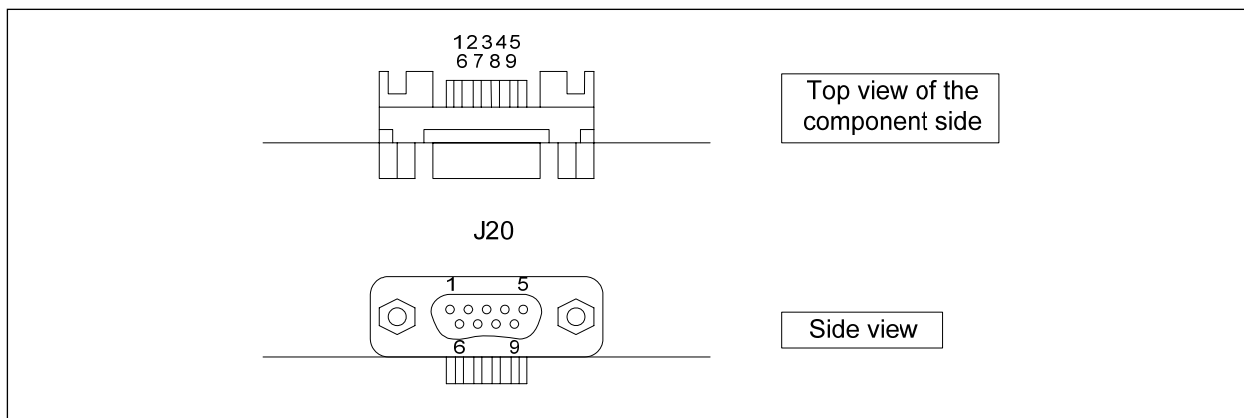 12345
6789
Top view of the
component side
J20
1 5
6 9
Side view